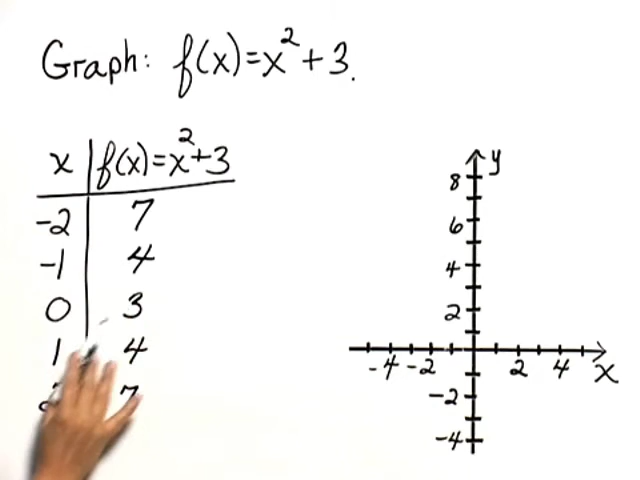 Graph: f(x)=x²+3.
x f(x)=x²+3
-2 7
-1 4
0 3
1 4
7
y
8
6
4
2
-4 -2 2 4 x
-2
-4